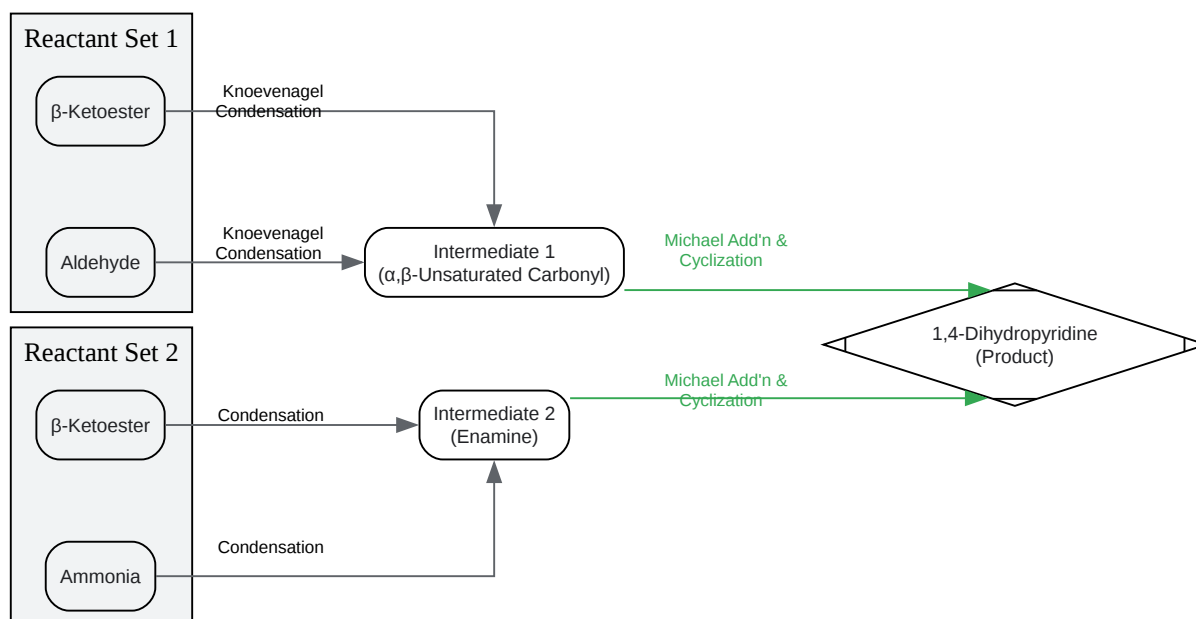 Reactant Set 1
β-Ketoester
Knoevenagel
Condensation
Aldehyde
Knoevenagel
Condensation
Intermediate 1
(α,β-Unsaturated Carbonyl)
Michael Add'n &
Cyclization
1,4-Dihydropyridine
(Product)
Reactant Set 2
β-Ketoester
Condensation
Intermediate 2
(Enamine)
Michael Add'n &
Cyclization
Ammonia
Condensation